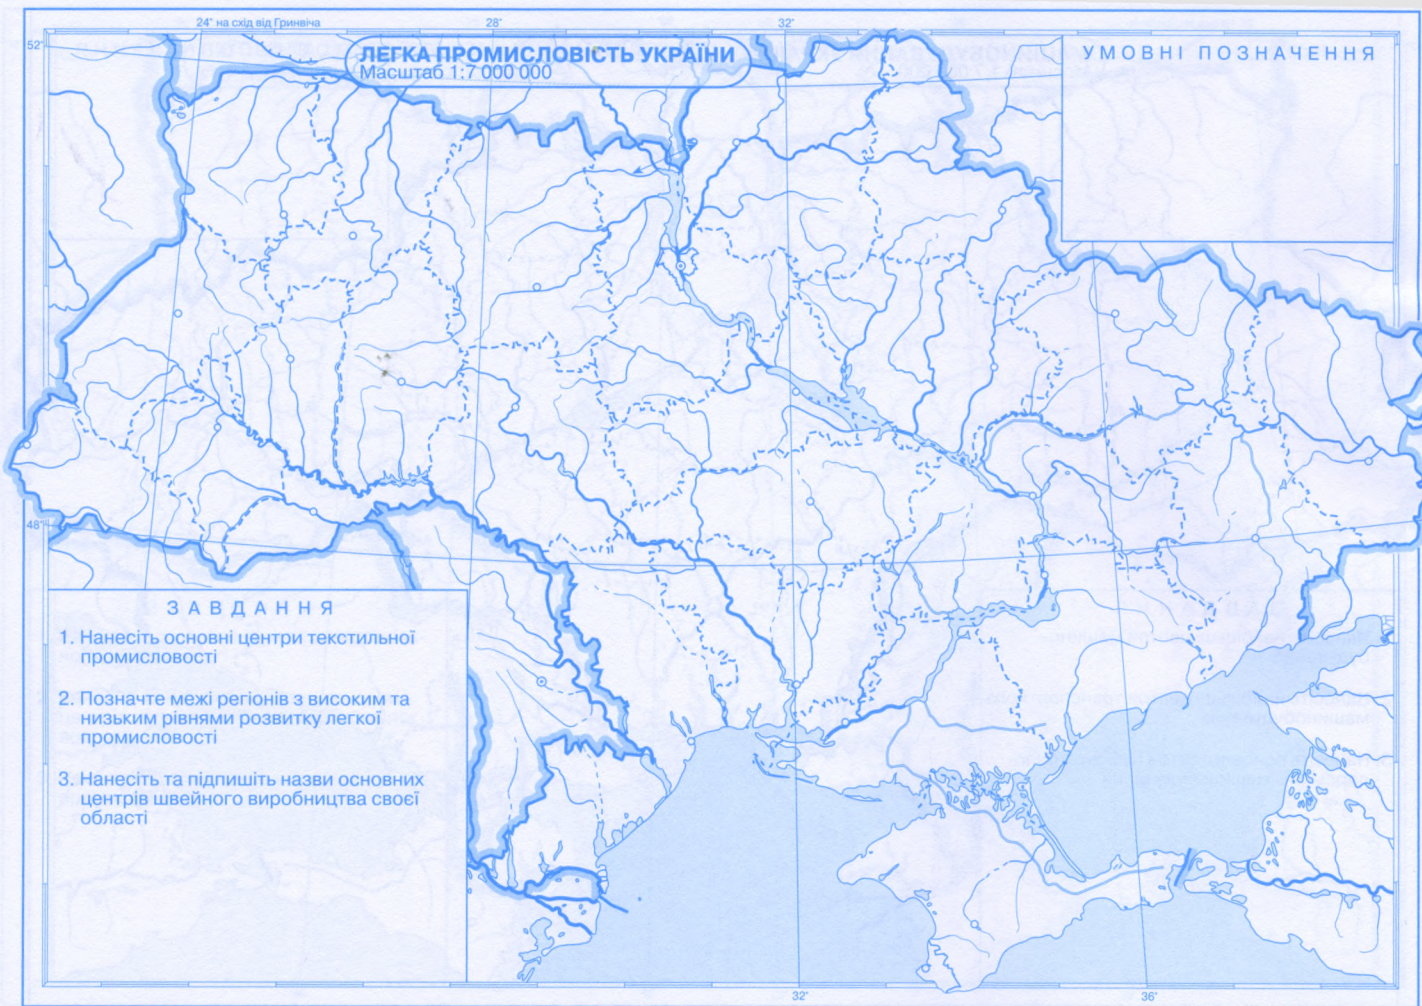 24° на схід від Гринвіча
28°
32°
52°
ЛЕГКА ПРОМИСЛОВІСТЬ УКРАЇНИ
Масштаб 1:7 000 000
УМОВНІ ПОЗНАЧЕННЯ
48°
ЗАВДАННЯ
1. Нанесіть основні центри текстильної
промисловості
2. Позначте межі регіонів з високим та
низьким рівнями розвитку легкої
промисловості
3. Нанесіть та підпишіть назви основних
центрів швейного виробництва своєї
області
32°
36°